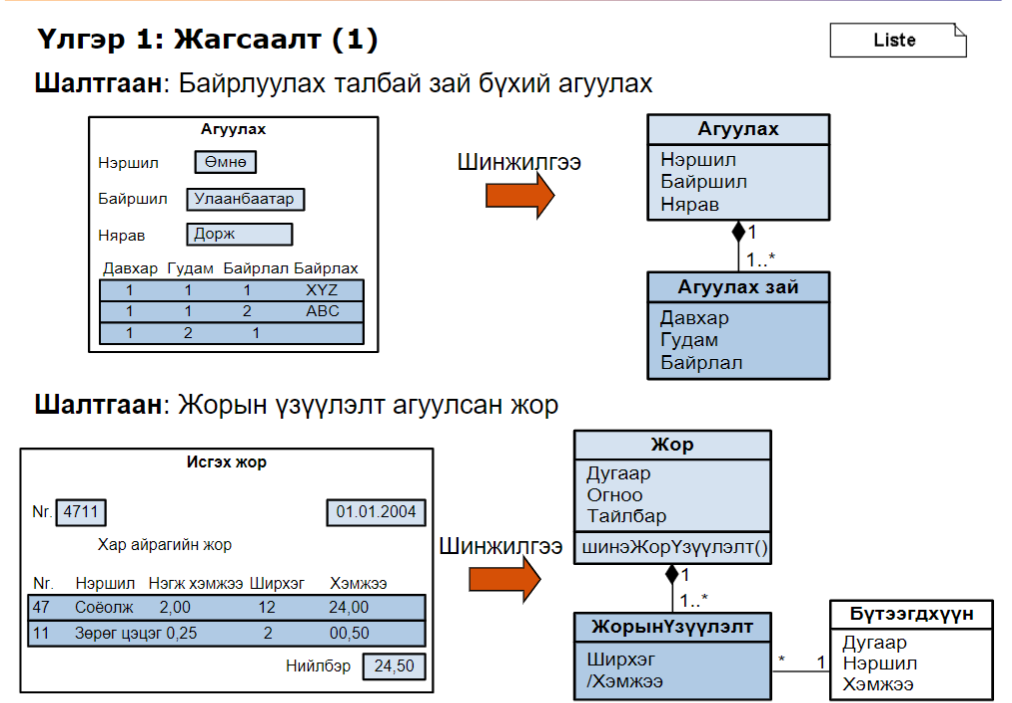 Үлгэр 1: Жагсаалт (1)
Liste
Шалтгаан: Байрлуулах талбай зай бүхий агуулах
Агуулах
Нэршил Өмнө
Байршил Улаанбаатар
Нярав Дорж
Давхар Гудам Байрлал Байрлах
1 1 1 XYZ
1 1 2 ABC
1 2 1
Шинжилгээ
Агуулах
Нэршил
Байршил
Нярав
1
1..*
Агуулах зай
Давхар
Гудам
Байрлал
Шалтгаан: Жорын үзүүлэлт агуулсан жор
Исгэх жор
Nr. 4711 01.01.2004
Хар айрагийн жор
Nr. Нэршил Нэгж хэмжээ Ширхэг Хэмжээ
47 Соёолж 2,00 12 24,00
11 Зөрөг цэцэг 0,25 2 00,50
Нийлбэр 24,50
Шинжилгээ
Жор
Дугаар
Огноо
Тайлбар
шинэЖорҮзүүлэлт()
1
1..*
ЖорынҮзүүлэлт
Ширхэг
/Хэмжээ
* 1
Бүтээгдхүүн
Дугаар
Нэршил
Хэмжээ